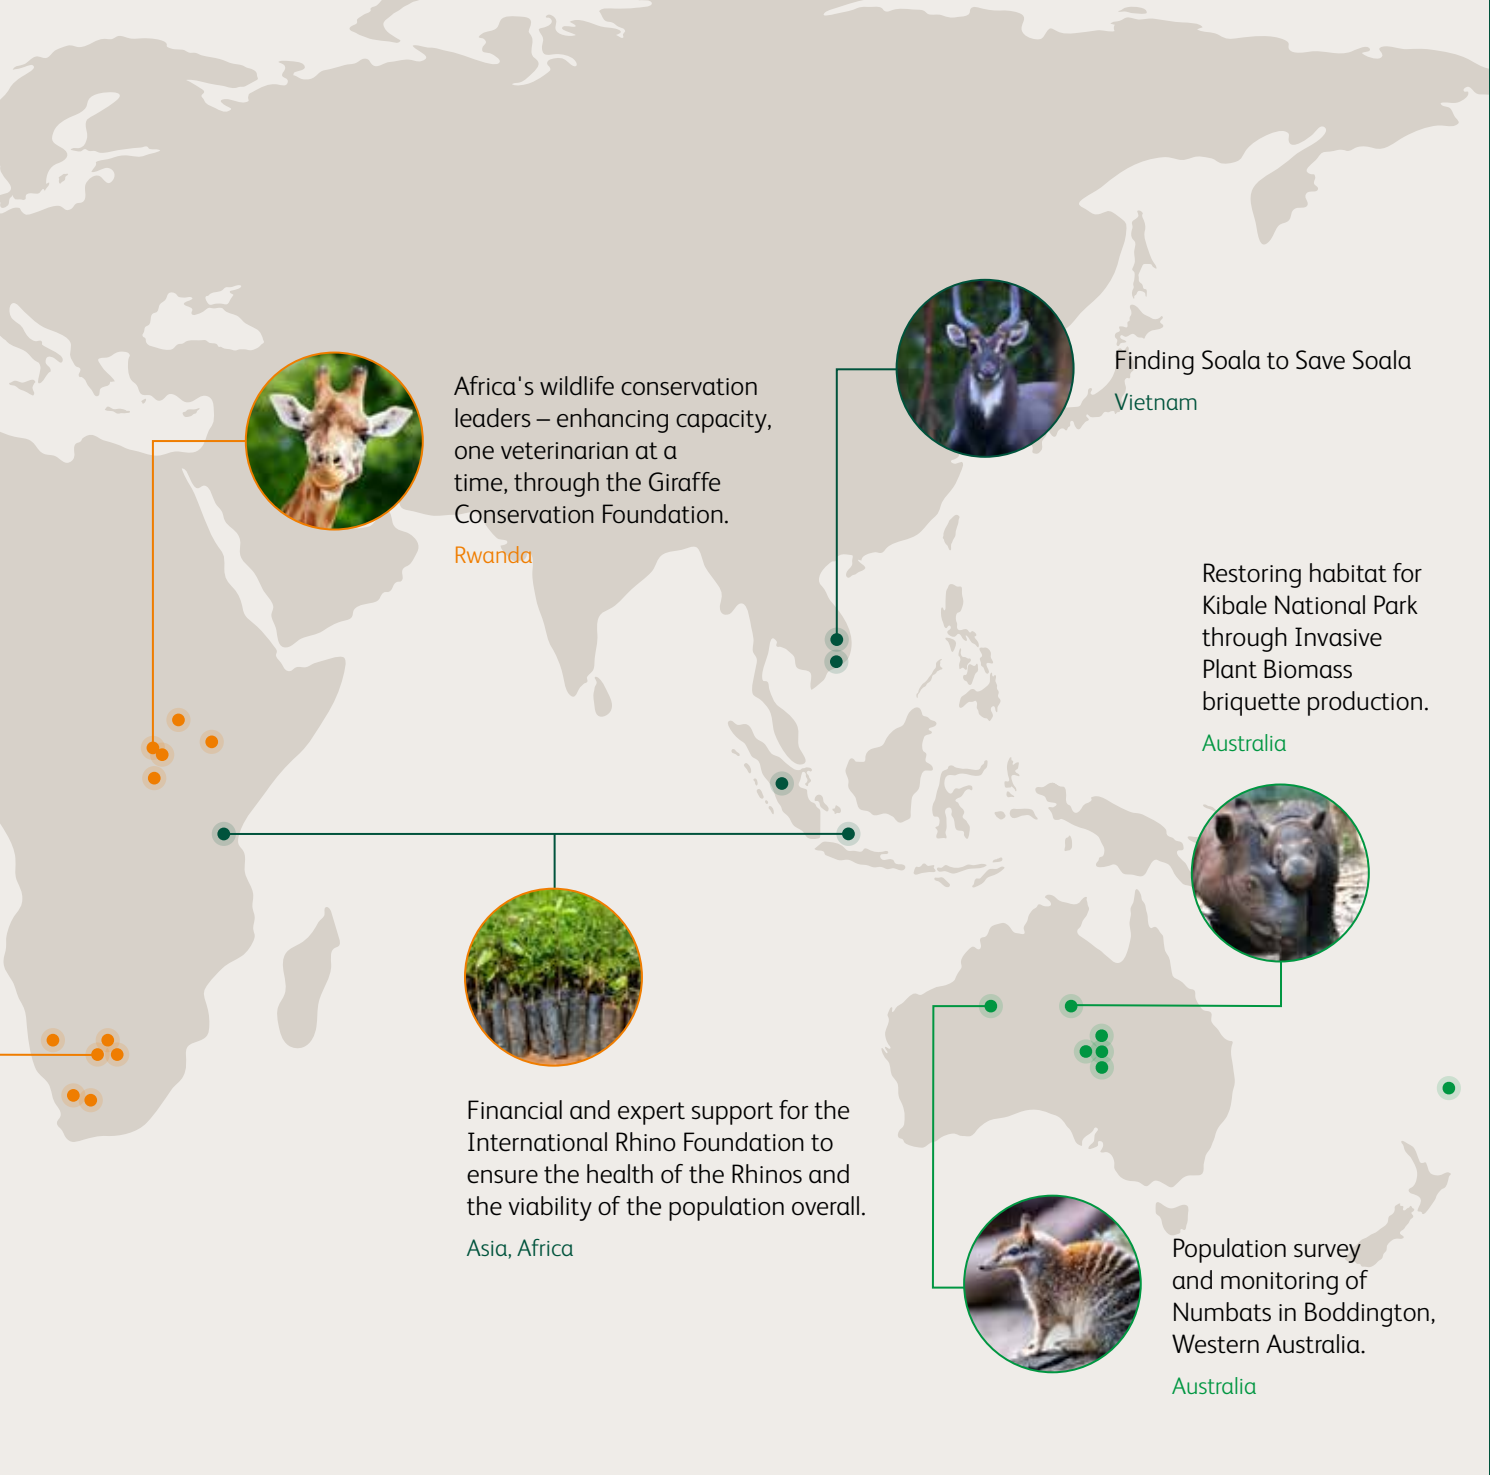 Africa's wildlife conservation
leaders – enhancing capacity,
one veterinarian at a
time, through the Giraffe
Conservation Foundation.
Rwanda
Finding Soala to Save Soala
Vietnam
Restoring habitat for
Kibale National Park
through Invasive
Plant Biomass
briquette production.
Australia
Financial and expert support for the
International Rhino Foundation to
ensure the health of the Rhinos and
the viability of the population overall.
Asia, Africa
Population survey
and monitoring of
Numbats in Boddington,
Western Australia.
Australia